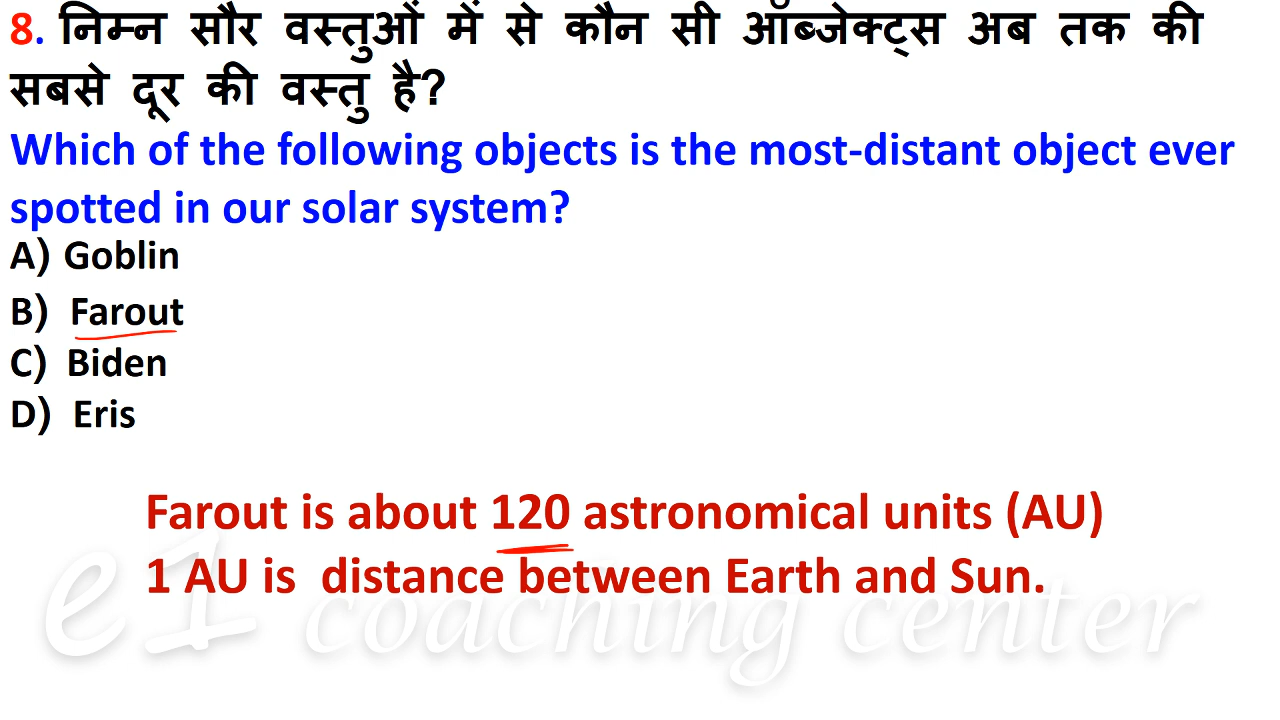 8. निम्न सौर वस्तुओं में से कौन सी ऑब्जेक्ट्स अब तक की
सबसे दूर की वस्तु है?
Which of the following objects is the most-distant object ever
spotted in our solar system?
A) Goblin
B) Farout
C) Biden
D) Eris
Farout is about 120 astronomical units (AU)
1 AU is distance between Earth and Sun.
e1 coaching center